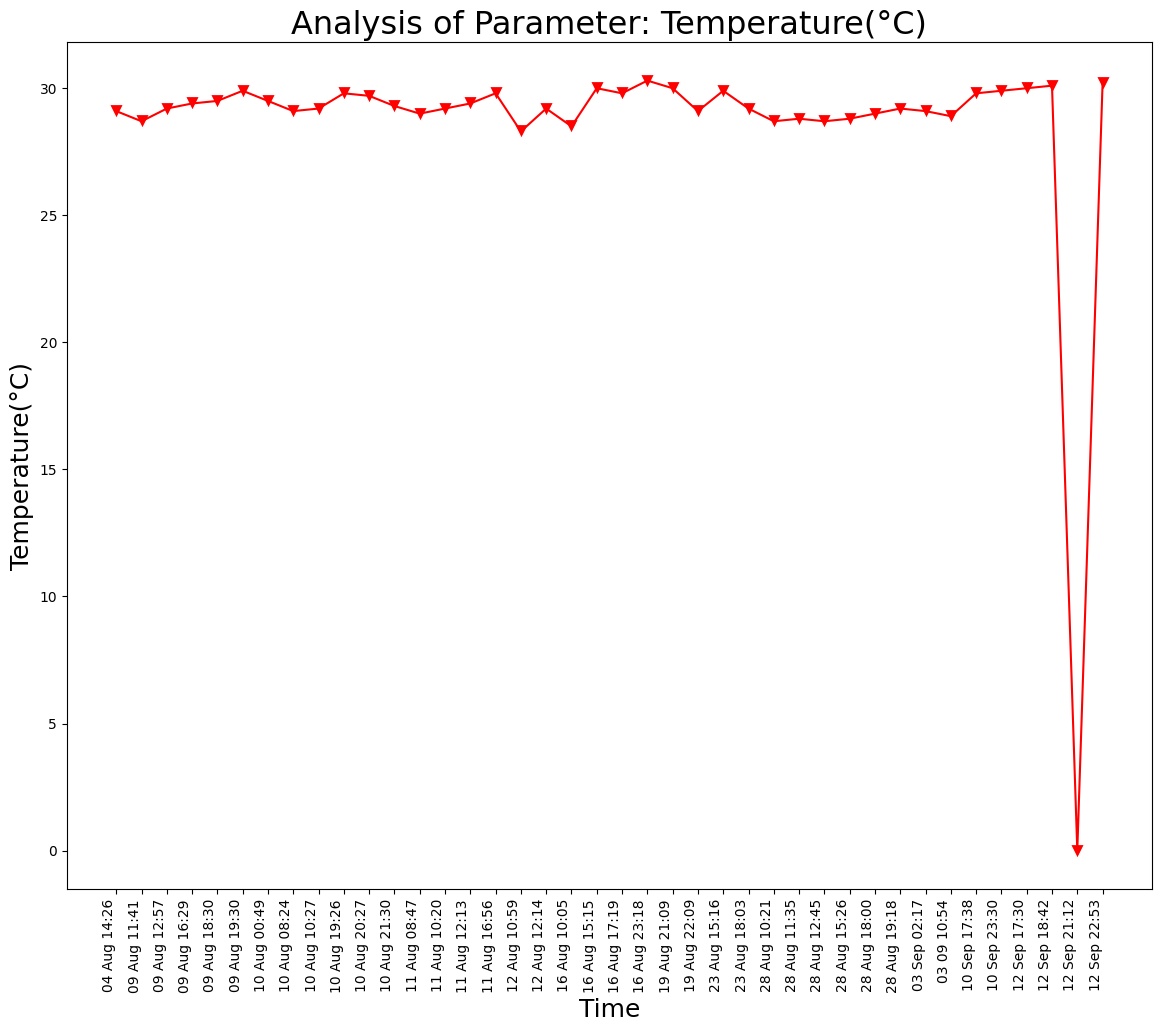 Analysis of Parameter: Temperature(°C)
Temperature(°C)
30
25
20
15
10
5
0
04 Aug 14:26
09 Aug 11:41
09 Aug 12:57
09 Aug 16:29
09 Aug 18:30
09 Aug 19:30
10 Aug 00:49
10 Aug 08:24
10 Aug 10:27
10 Aug 19:26
10 Aug 20:27
10 Aug 21:30
11 Aug 08:47
11 Aug 10:20
11 Aug 12:13
11 Aug 16:56
12 Aug 10:59
12 Aug 12:14
16 Aug 10:05
16 Aug 15:15
16 Aug 17:19
16 Aug 23:18
19 Aug 21:09
19 Aug 22:09
23 Aug 15:16
23 Aug 18:03
28 Aug 10:21
28 Aug 11:35
28 Aug 12:45
28 Aug 15:26
28 Aug 18:00
28 Aug 19:18
03 Sep 02:17
03 09 10:54
10 Sep 17:38
10 Sep 23:30
12 Sep 17:30
12 Sep 18:42
12 Sep 21:12
12 Sep 22:53
Time